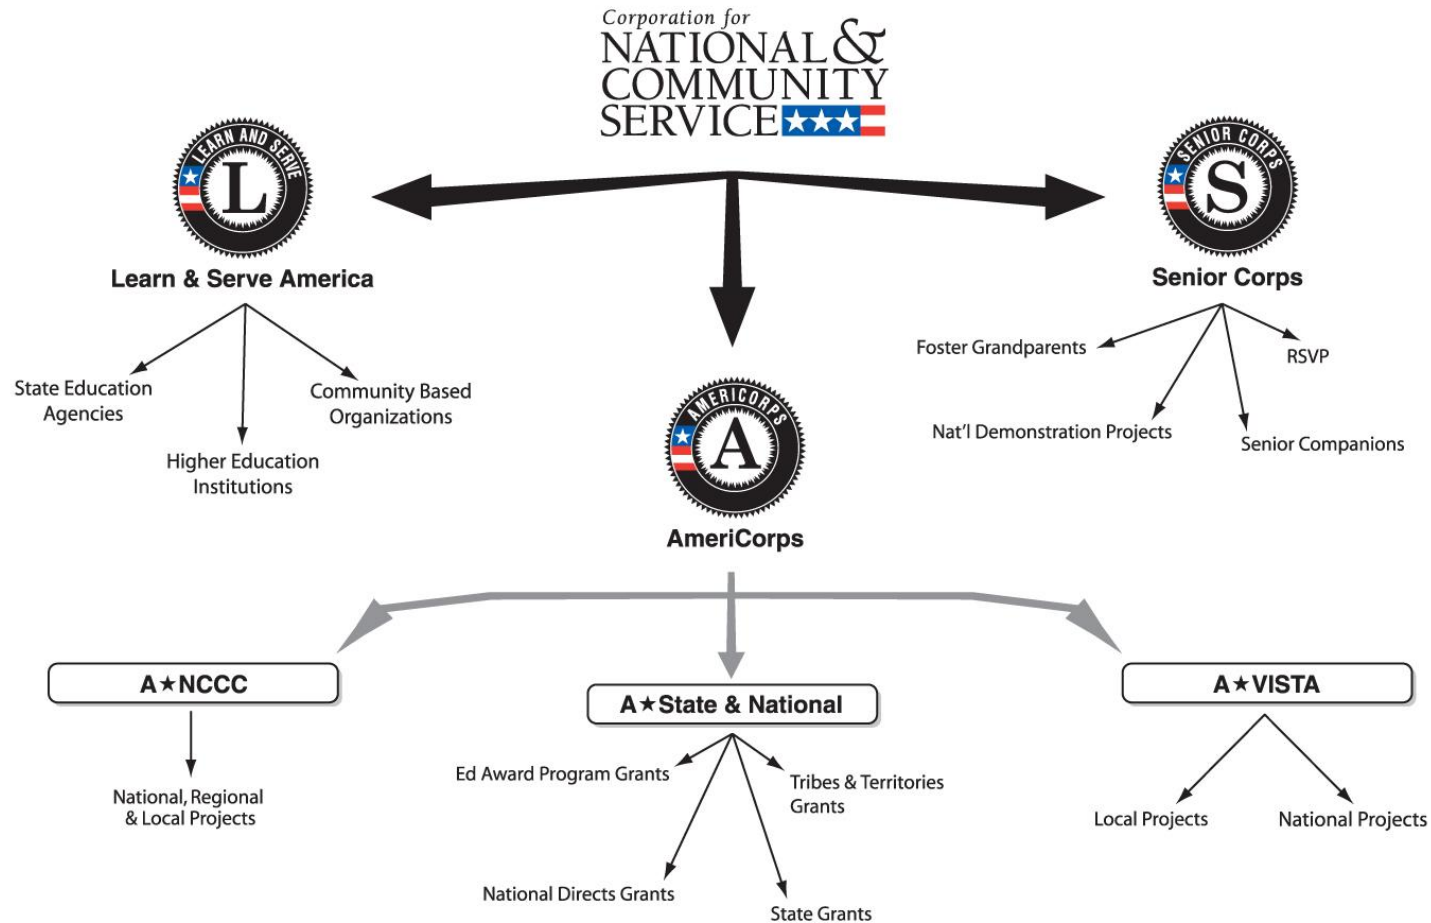 Corporation for
NATIONAL &
COMMUNITY
SERVICE
LEARN AND SERVE
L
Learn & Serve America
State Education
Agencies
Higher Education
Institutions
Community Based
Organizations
SENIOR CORPS
S
Senior Corps
Foster Grandparents
Nat'l Demonstration Projects
Senior Companions
RSVP
AMERICORPS
A
AmeriCorps
A★NCCC
National, Regional
& Local Projects
A★State & National
Ed Award Program Grants
National Directs Grants
State Grants
Tribes & Territories
Grants
A★VISTA
Local Projects
National Projects